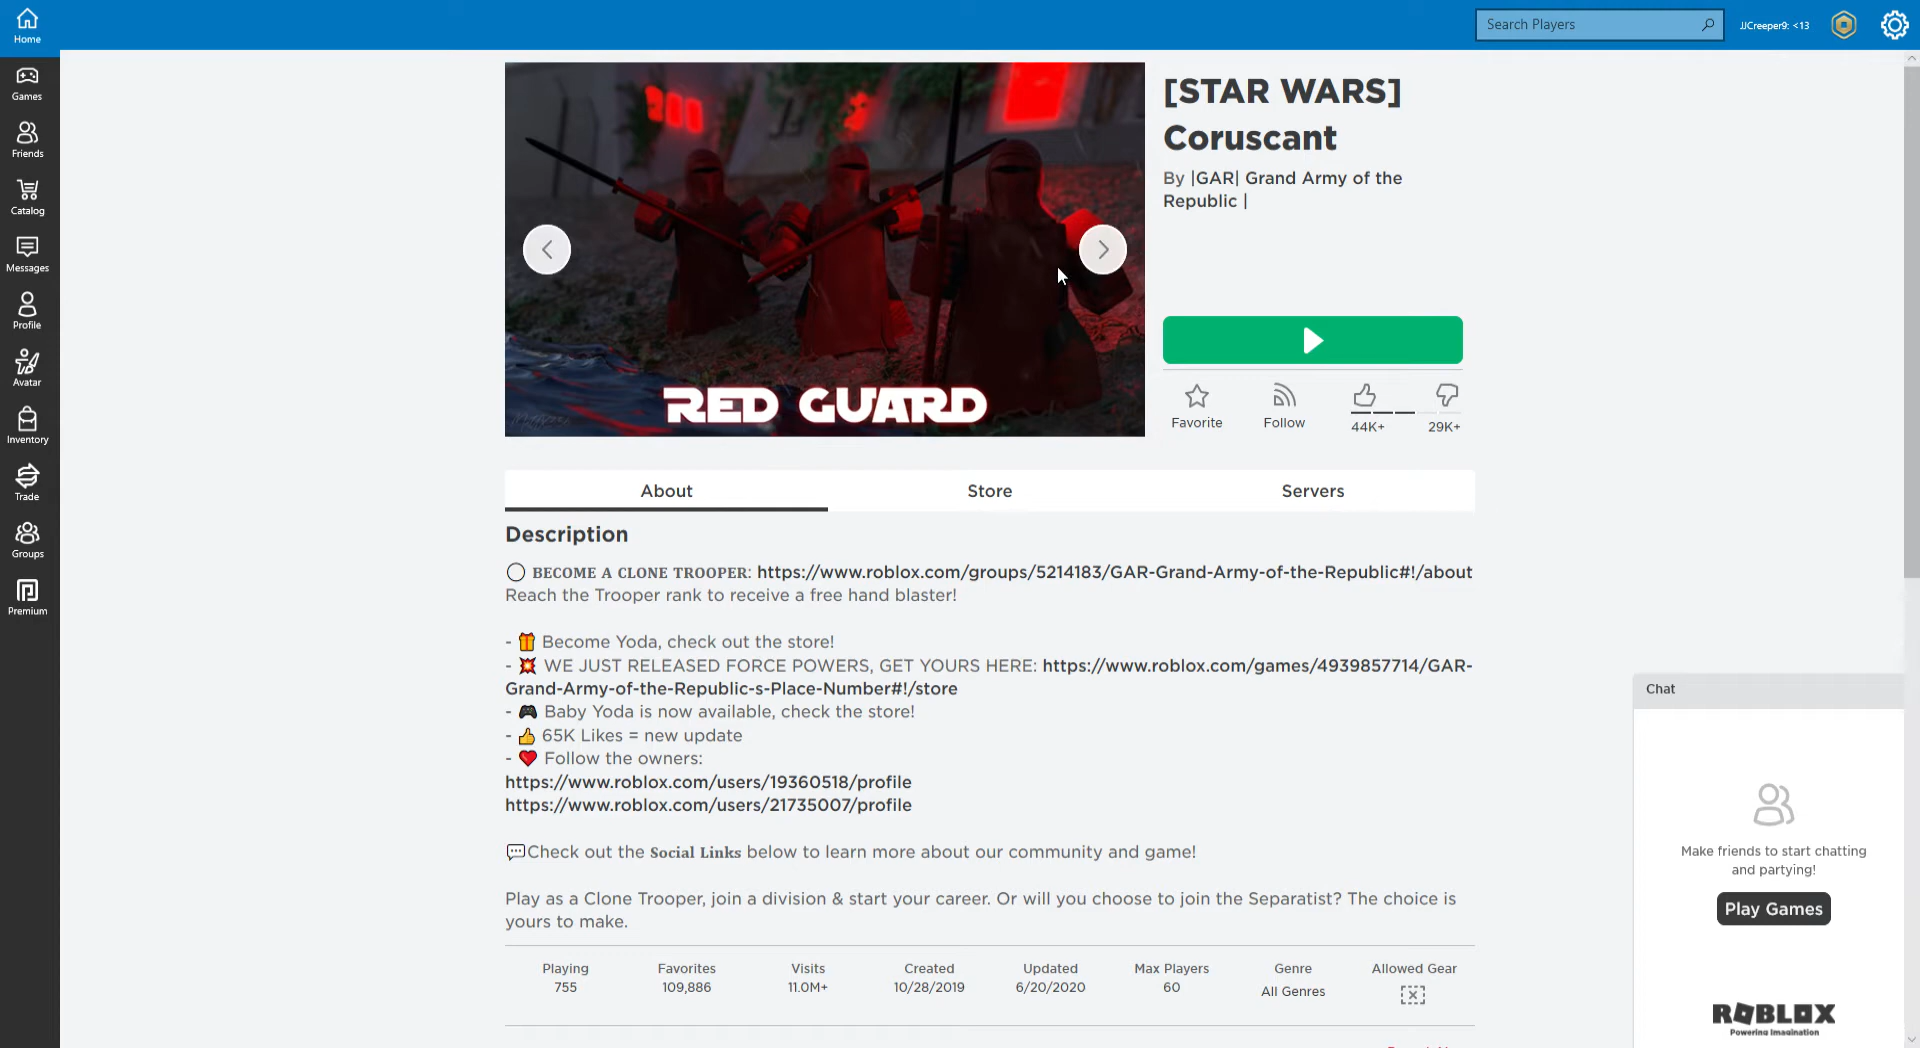 Home
Search Players
JJCreeper9: <13
Games
Friends
Catalog
Messages
Profile
Avatar
Inventory
Trade
Groups
Premium
RED GUARD
[STAR WARS]
Coruscant
By |GAR| Grand Army of the
Republic |
Favorite
Follow
44K+
29K+
About
Store
Servers
Description
BECOME A CLONE TROOPER: https://www.roblox.com/groups/5214183/GAR-Grand-Army-of-the-Republic#!/about
Reach the Trooper rank to receive a free hand blaster!
- 🎁 Become Yoda, check out the store!
- 💥 WE JUST RELEASED FORCE POWERS, GET YOURS HERE: https://www.roblox.com/games/4939857714/GAR-
Grand-Army-of-the-Republic-s-Place-Number#!/store
- 🎮 Baby Yoda is now available, check the store!
- 👍 65K Likes = new update
- ❤️ Follow the owners:
https://www.roblox.com/users/19360518/profile
https://www.roblox.com/users/21735007/profile
💬Check out the Social Links below to learn more about our community and game!
Play as a Clone Trooper, join a division & start your career. Or will you choose to join the Separatist? The choice is
yours to make.
Playing
755
Favorites
109,886
Visits
11.0M+
Created
10/28/2019
Updated
6/20/2020
Max Players
60
Genre
All Genres
Allowed Gear
Chat
Make friends to start chatting
and partying!
Play Games
ROBLOX
Powering Imagination